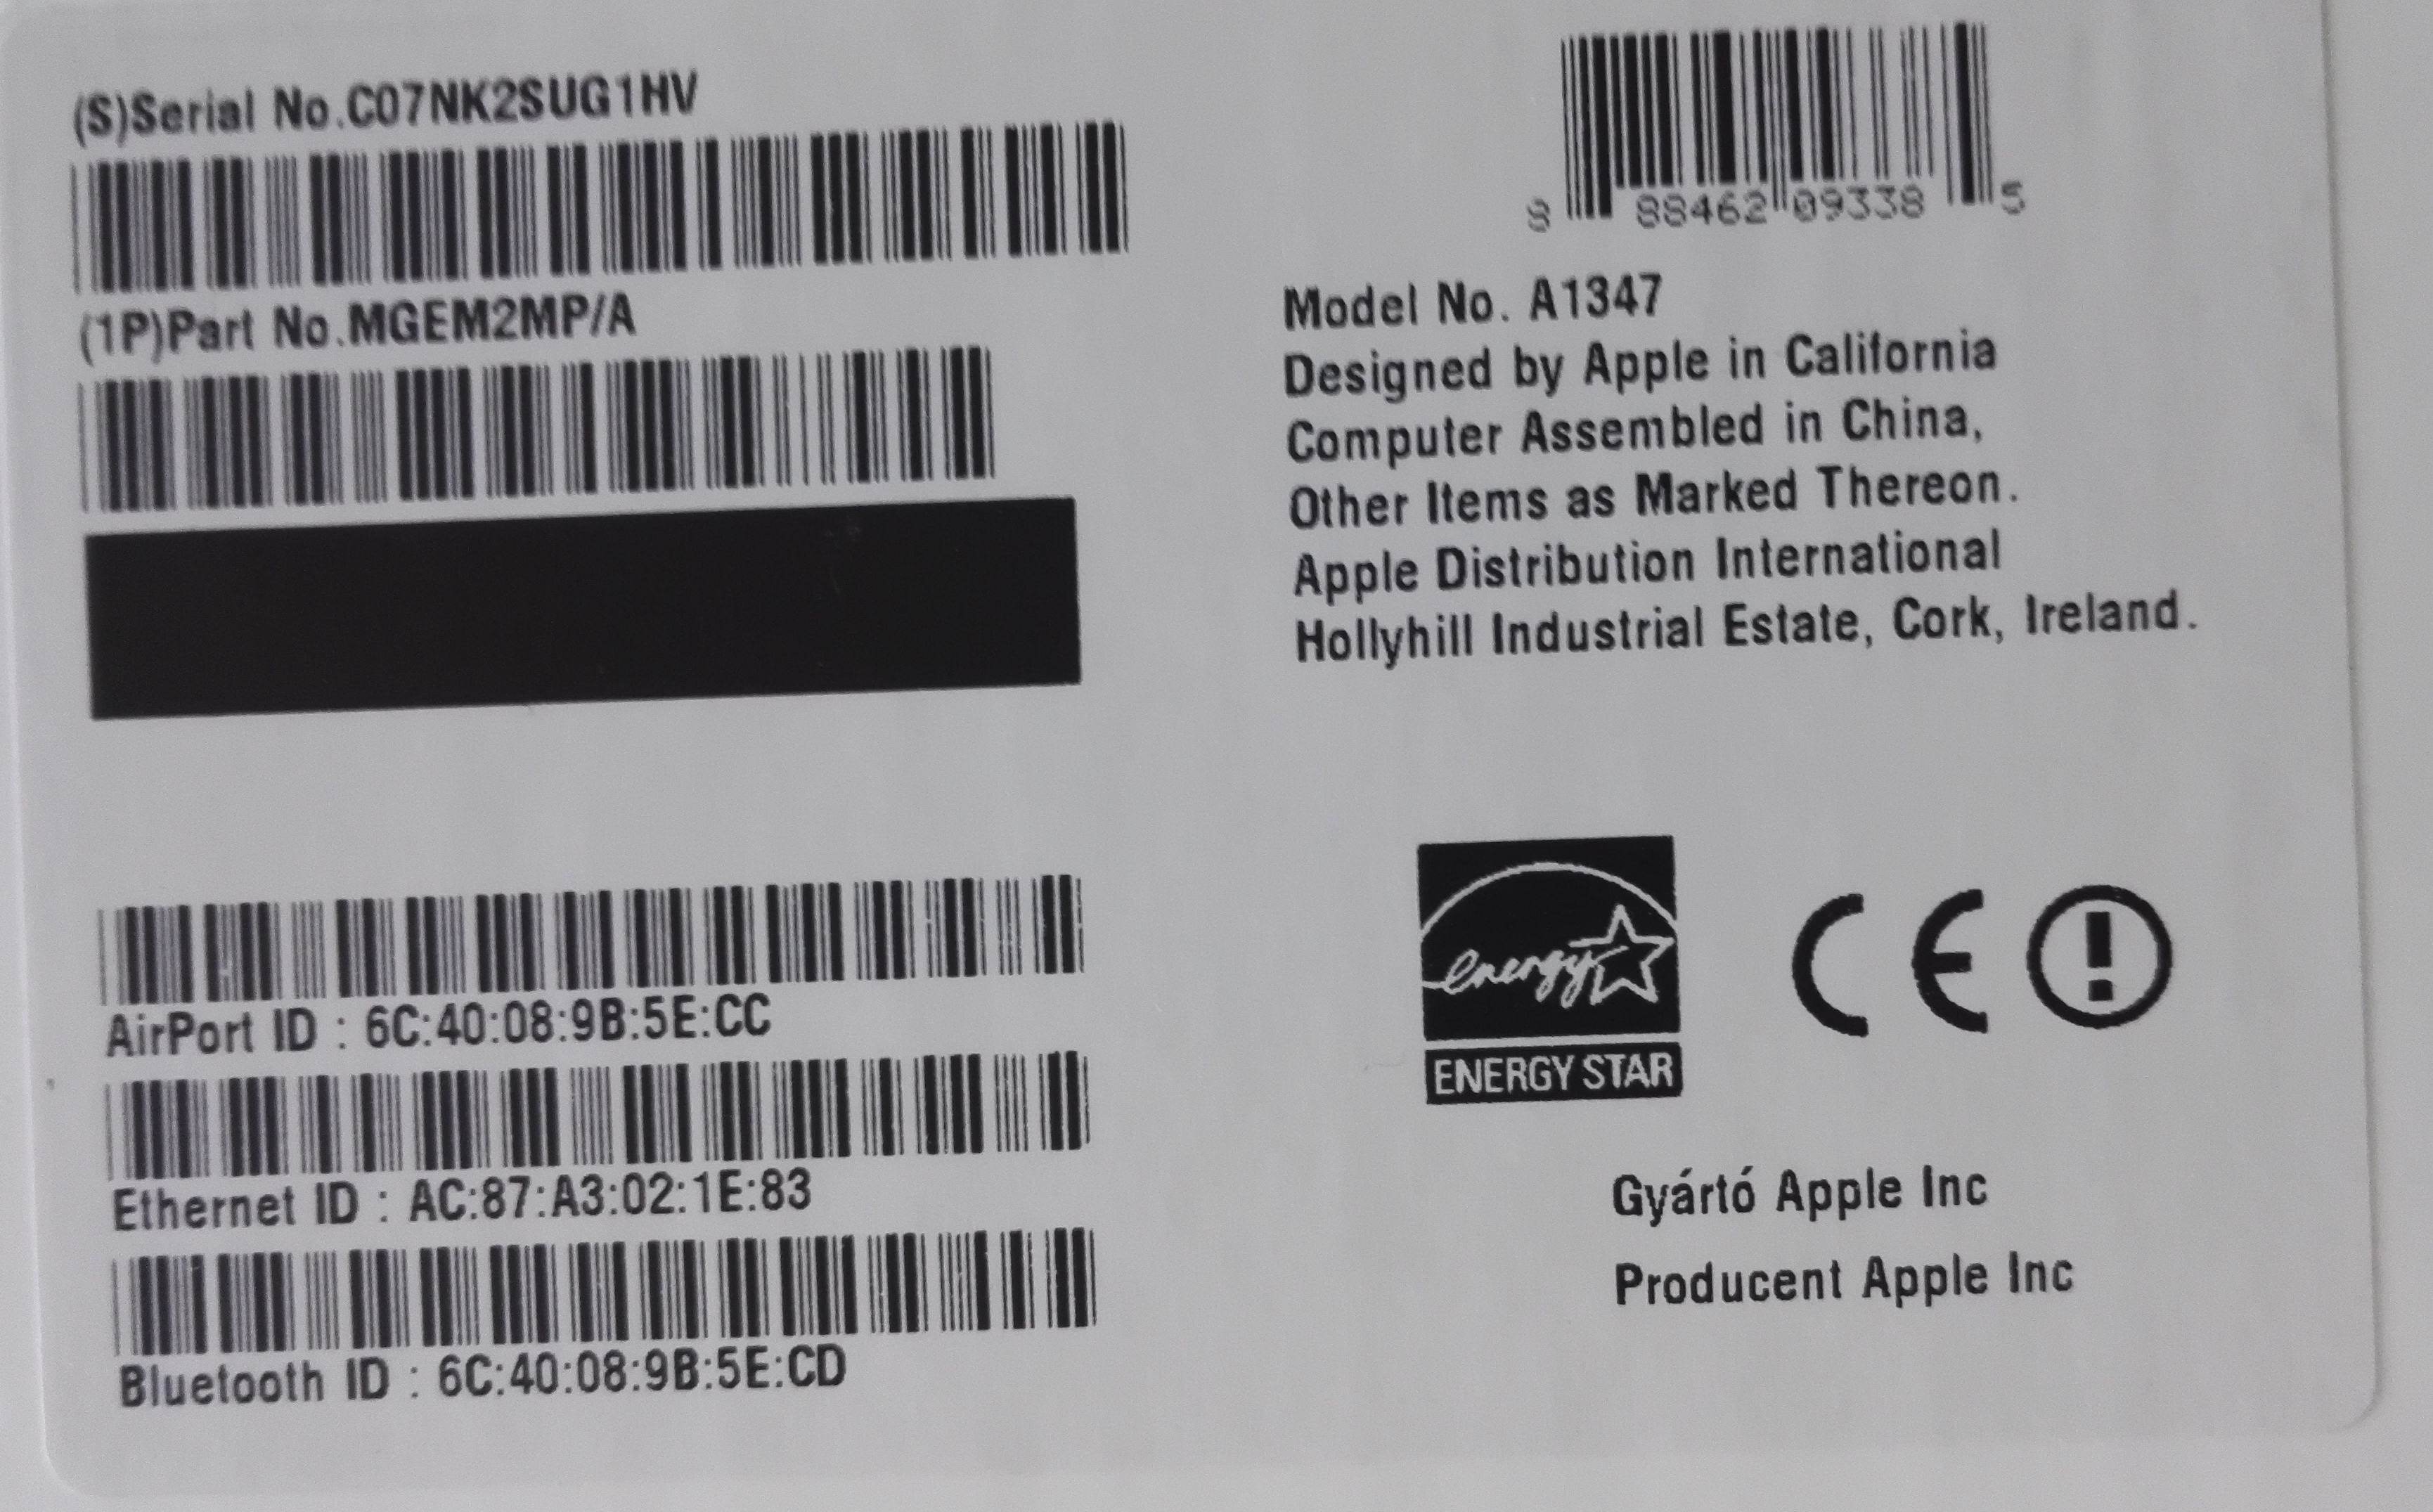 (S)Serial No.C07NK2SUG1HV
(1P)Part No.MGEM2MP/A
AirPort ID : 6C:40:08:9B:5E:CC
Ethernet ID : AC:87:A3:02:1E:83
Bluetooth ID : 6C:40:08:9B:5E:CD
8 88462 09338 5
Model No. A1347
Designed by Apple in California
Computer Assembled in China,
Other Items as Marked Thereon.
Apple Distribution International
Hollyhill Industrial Estate, Cork, Ireland.
energy
ENERGY STAR
CE
Gyártó Apple Inc
Producent Apple Inc